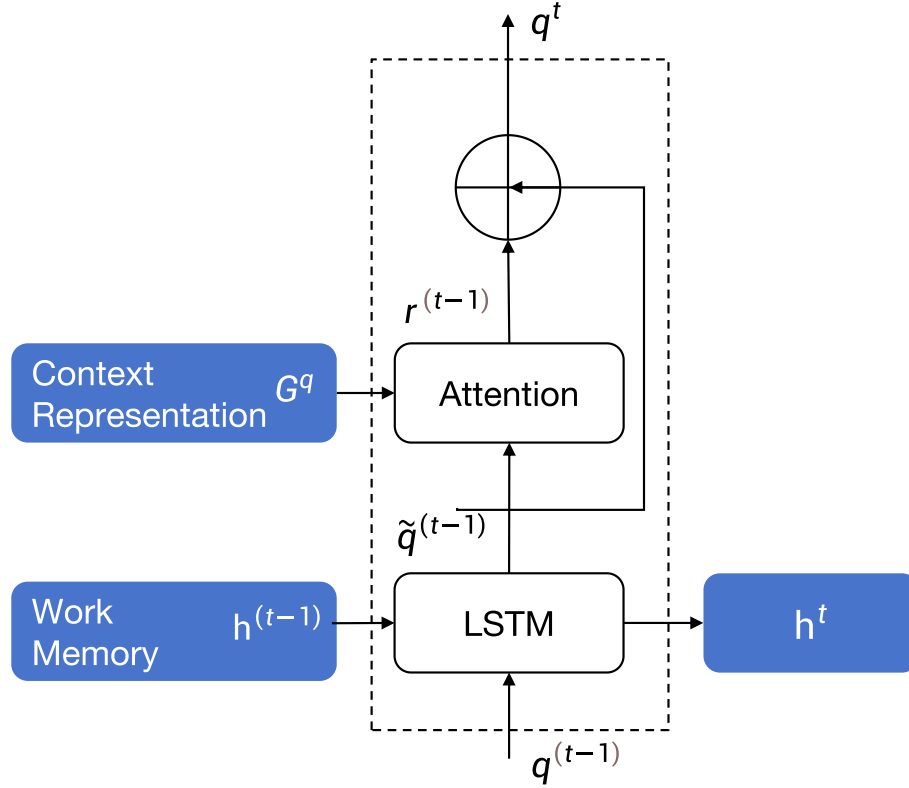 q^t
r^(t−1)
Context
Representation G^q
Attention
q̃^(t−1)
Work
Memory h^(t−1)
LSTM
h^t
q^(t−1)